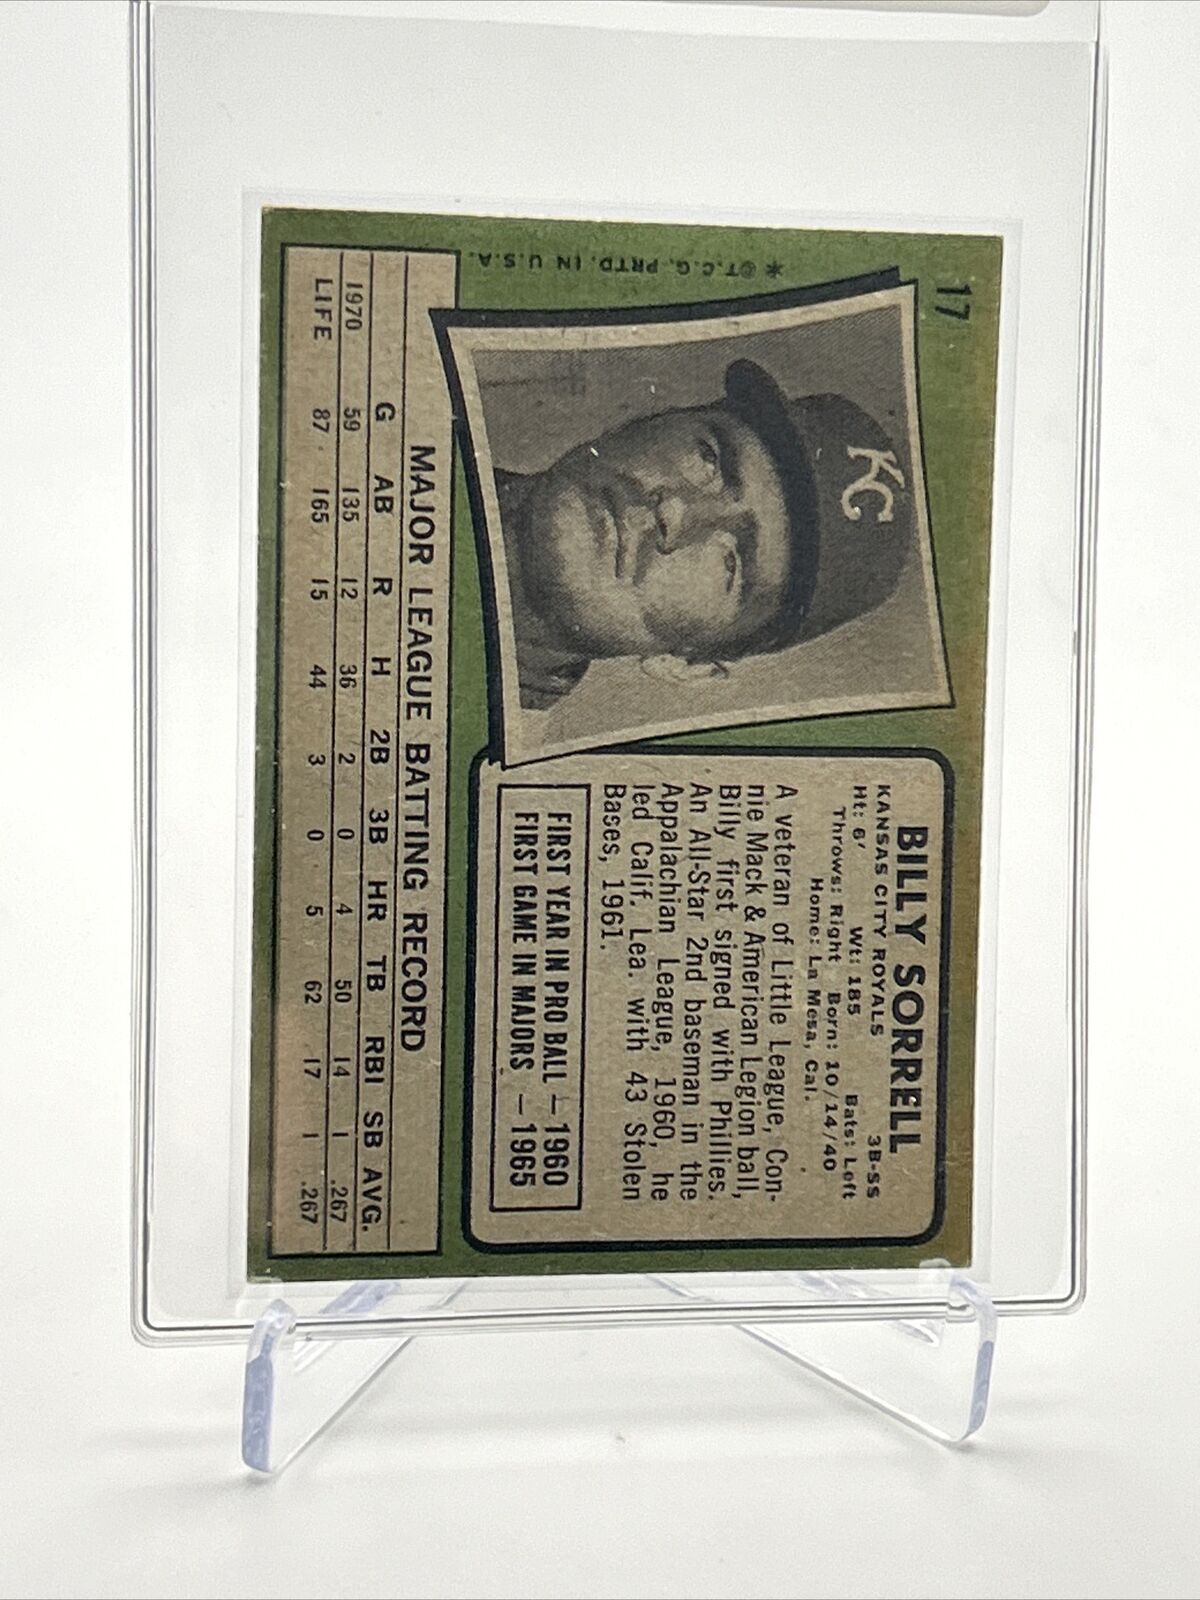 17
* ©T.C.G. PRTD. IN U.S.A.
KC
BILLY SORRELL
KANSAS CITY ROYALS 3B-SS
Ht: 6' Wt: 185 Bats: Left
Throws: Right Born: 10/14/40
Home: La Mesa, Cal.
A veteran of Little League, Con-
nie Mack & American Legion ball,
Billy first signed with Phillies.
An All-Star 2nd baseman in the
Appalachian League, 1960, he
led Calif. Lea. with 43 Stolen
Bases, 1961.
FIRST YEAR IN PRO BALL — 1960
FIRST GAME IN MAJORS — 1965
MAJOR LEAGUE BATTING RECORD
G AB R H 2B 3B HR TB RBI SB AVG.
1970 59 135 12 36 2 0 4 50 14 1 .267
LIFE 87 165 15 44 3 0 5 62 17 1 .267